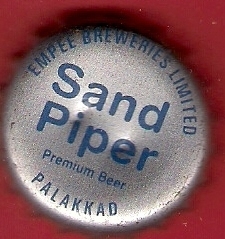 EMPEE BREWERIES LIMITED
Sand
Piper
Premium Beer
PALAKKAD